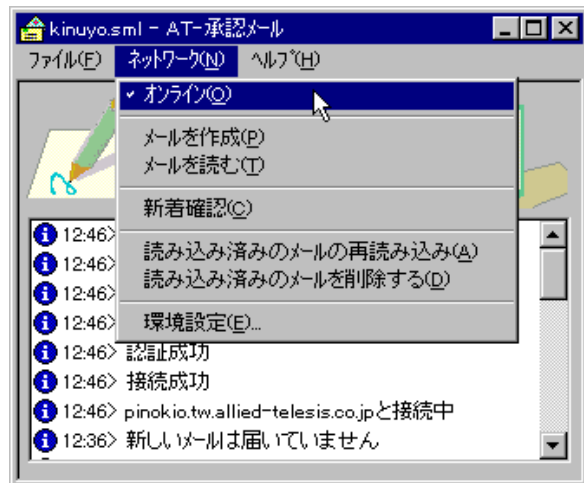 kinuyo.sml - AT-承認メール
ファイル(F) ネットワーク(N) ヘルプ(H)
✓ オンライン(O)
メールを作成(P)
メールを読む(T)
新着確認(C)
読み込み済みのメールの再読み込み(A)
読み込み済みのメールを削除する(D)
環境設定(E)...
12:46>
12:46>
12:46>
12:46>
12:46> 認証成功
12:46> 接続成功
12:46> pinokio.tw.allied-telesis.co.jpと接続中
12:36> 新しいメールは届いていません